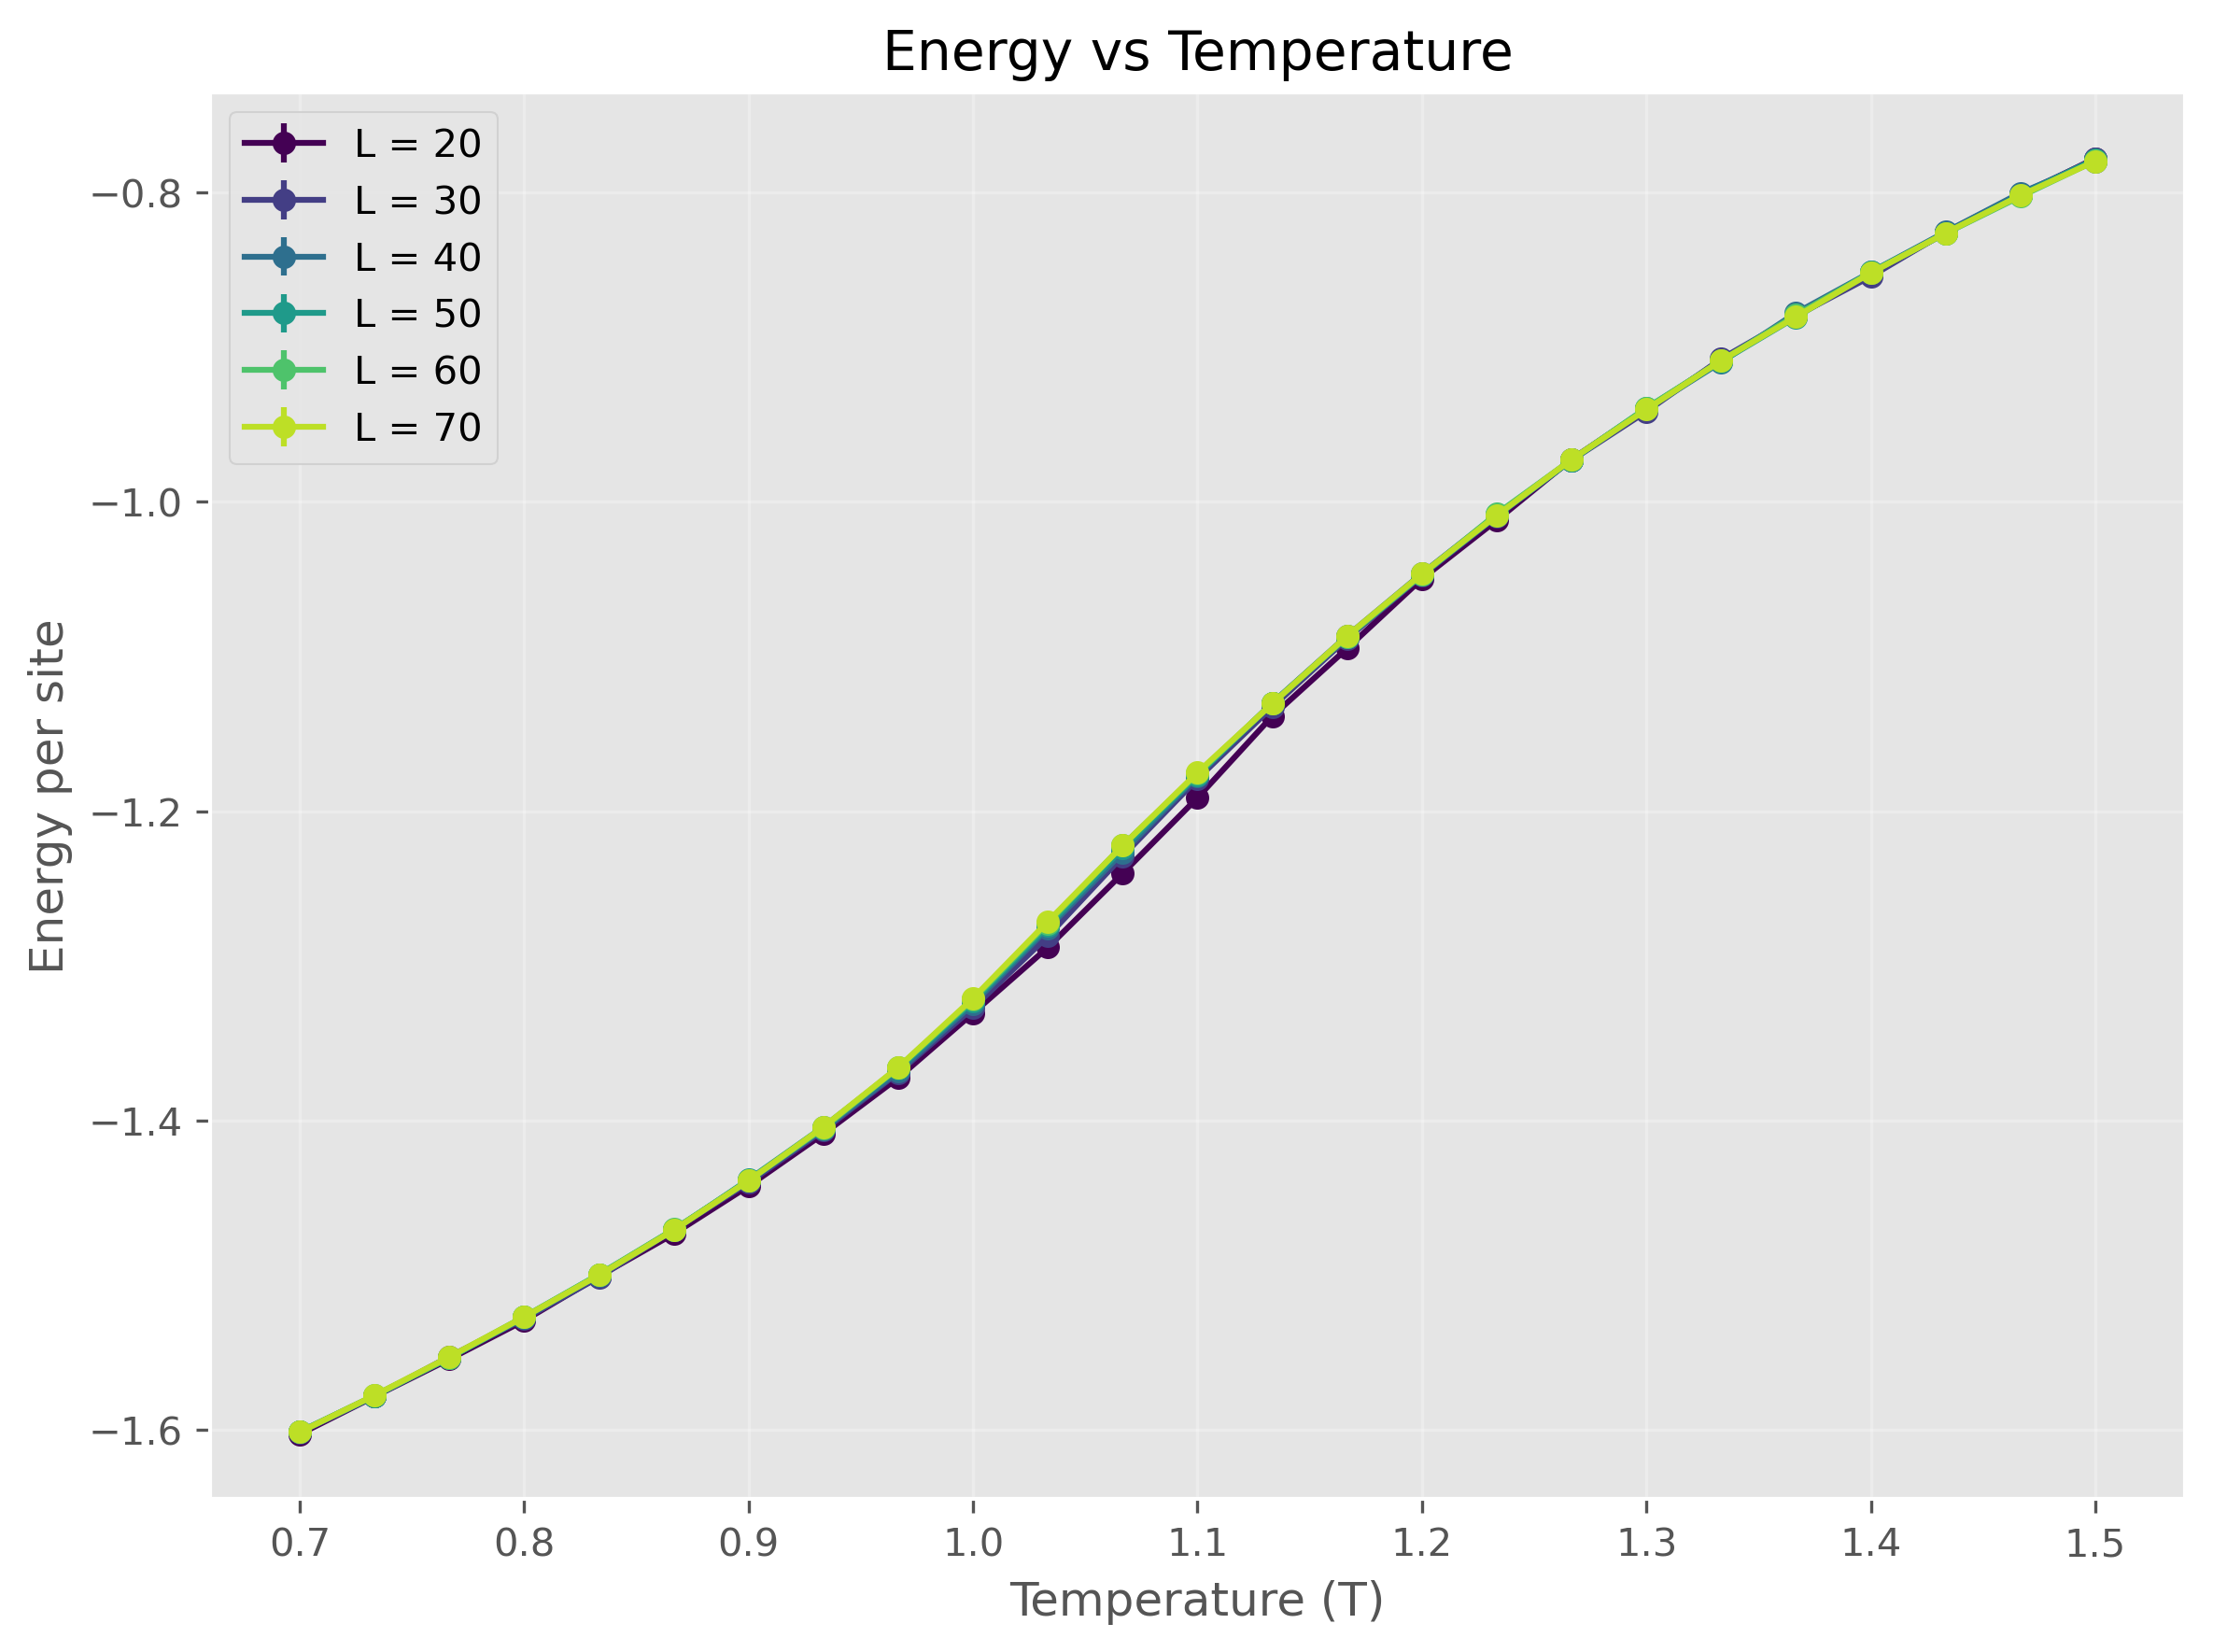 Energy vs Temperature
L = 20
L = 30
L = 40
L = 50
L = 60
L = 70
−0.8
−1.0
−1.2
−1.4
−1.6
Energy per site
0.7 0.8 0.9 1.0 1.1 1.2 1.3 1.4 1.5
Temperature (T)